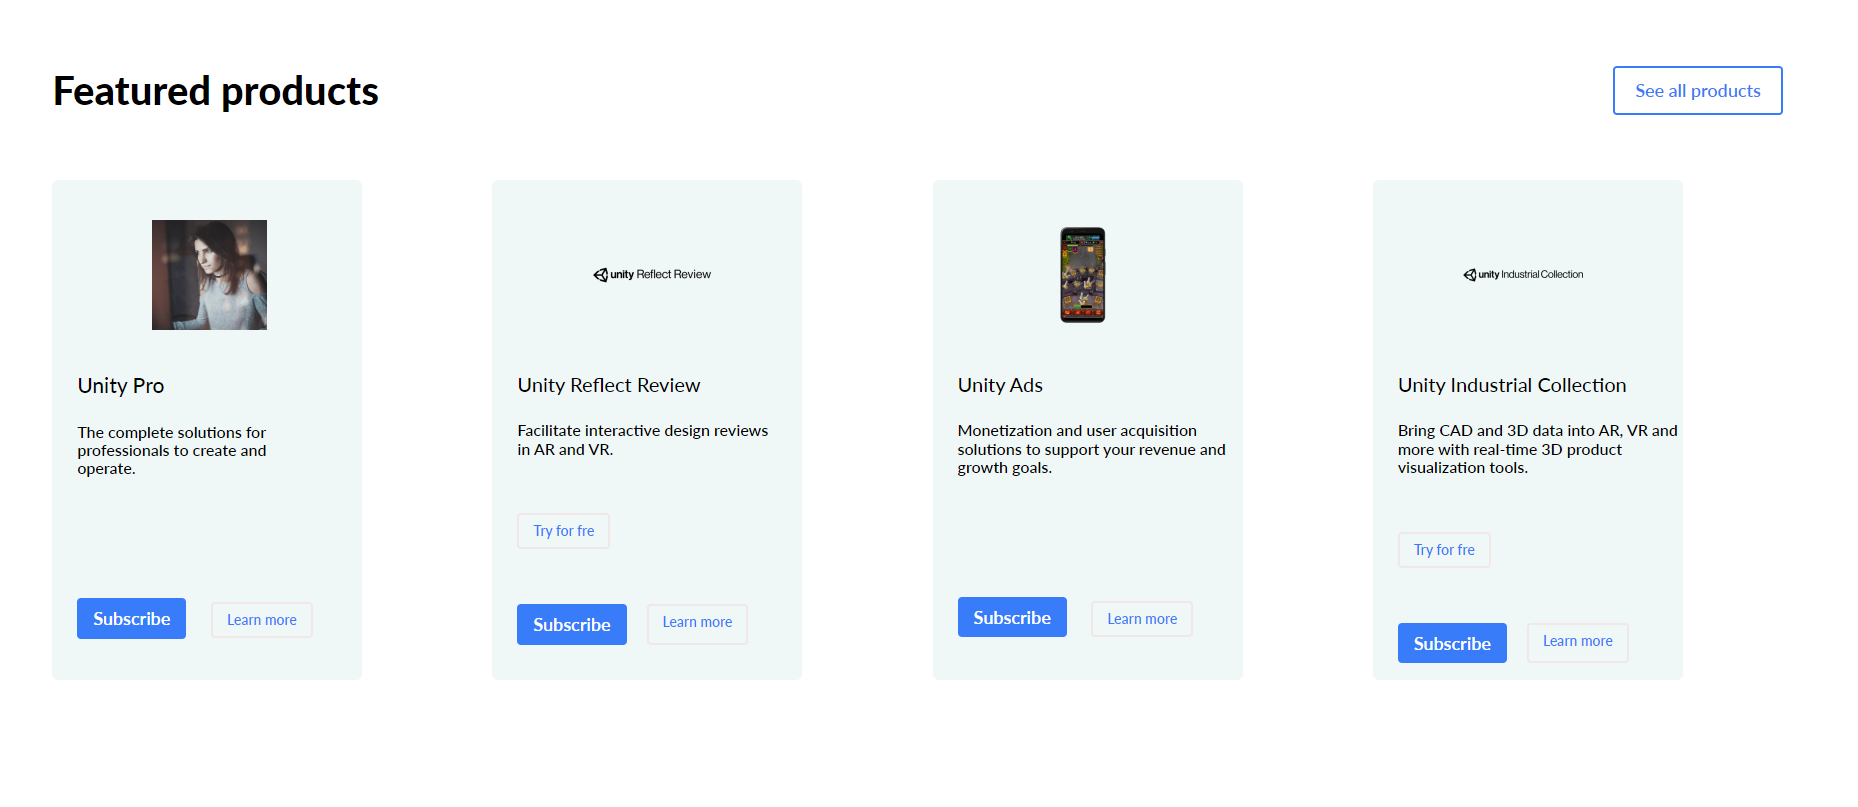 Featured products
See all products
Unity Pro
The complete solutions for
professionals to create and
operate.
Subscribe
Learn more
unity Reflect Review
Unity Reflect Review
Facilitate interactive design reviews
in AR and VR.
Try for fre
Subscribe
Learn more
Unity Ads
Monetization and user acquisition
solutions to support your revenue and
growth goals.
Subscribe
Learn more
unity Industrial Collection
Unity Industrial Collection
Bring CAD and 3D data into AR, VR and
more with real-time 3D product
visualization tools.
Try for fre
Subscribe
Learn more